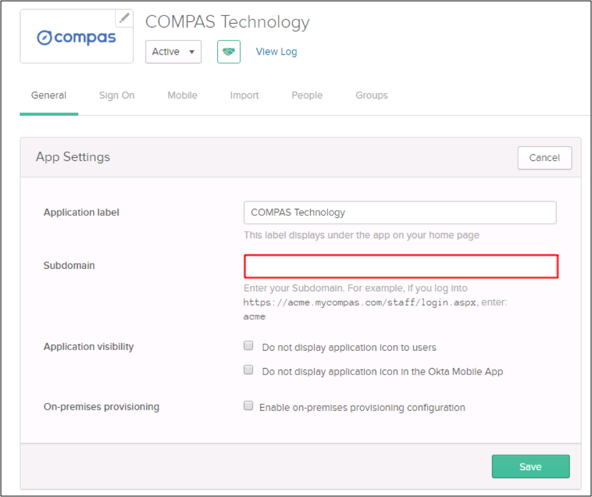 compas
COMPAS Technology
Active
View Log
General Sign On Mobile Import People Groups
App Settings
Cancel
Application label
COMPAS Technology
This label displays under the app on your home page
Subdomain
Enter your Subdomain. For example, if you log into
https://acme.mycompas.com/staff/login.aspx, enter:
acme
Application visibility
Do not display application icon to users
Do not display application icon in the Okta Mobile App
On-premises provisioning
Enable on-premises provisioning configuration
Save